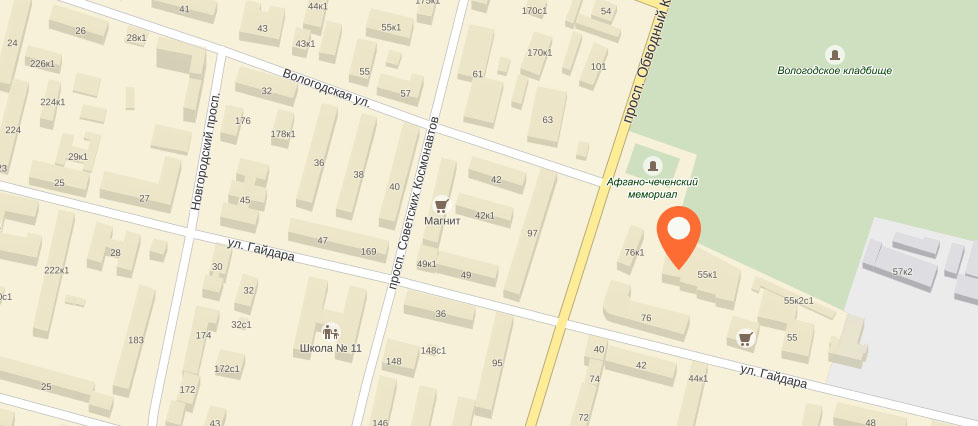 41
44к1
175к1
170с1
54
26
43
55к1
28к1
24
43к1
170к1
226к1
55
61
101
Вологодское кладбище
Вологодская ул.
32
57
224к1
просп. Обводный К
176
63
224
178к1
Новгородский просп.
просп. Советских Космонавтов
29к1
36
38
25
40
42
Афгано-чеченский
мемориал
27
45
Магнит
42к1
97
47
169
ул. Гайдара
28
76к1
30
49к1
49
55к1
57к2
222к1
32
55к2с1
36
76
32с1
174
55
183
Школа № 11
148с1
40
148
95
42
172с1
ул. Гайдара
74
44к1
25
172
72
43
146
48